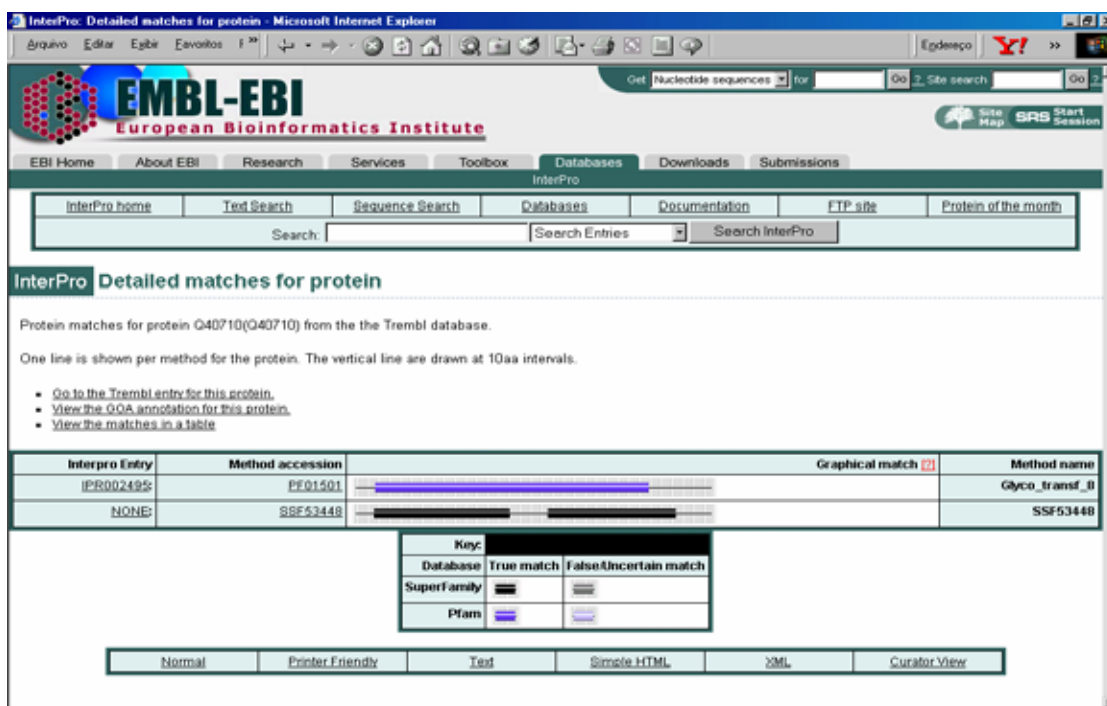 InterPro: Detailed matches for protein - Microsoft Internet Explorer
Arquivo Editar Exibir Favoritos F » Endereço Y! »
Get Nucleotide sequences for Go ? Site search Go ?
EMBL-EBI
European Bioinformatics Institute
Site Map SRS Start Session
EBI Home About EBI Research Services Toolbox Databases Downloads Submissions
InterPro
InterPro home Text Search Sequence Search Databases Documentation FTP site Protein of the month
Search: Search Entries Search InterPro
InterPro Detailed matches for protein
Protein matches for protein Q40710(Q40710) from the the Trembl database.
One line is shown per method for the protein. The vertical line are drawn at 10aa intervals.
Go to the Trembl entry for this protein.
View the GOA annotation for this protein.
View the matches in a table
Interpro Entry Method accession Graphical match [?] Method name
IPR002495: PF01501 Glyco_transf_8
NONE: SSF53448 SSF53448
Key:
Database True match False/Uncertain match
SuperFamily
Pfam
Normal Printer Friendly Text Simple HTML XML Curator View